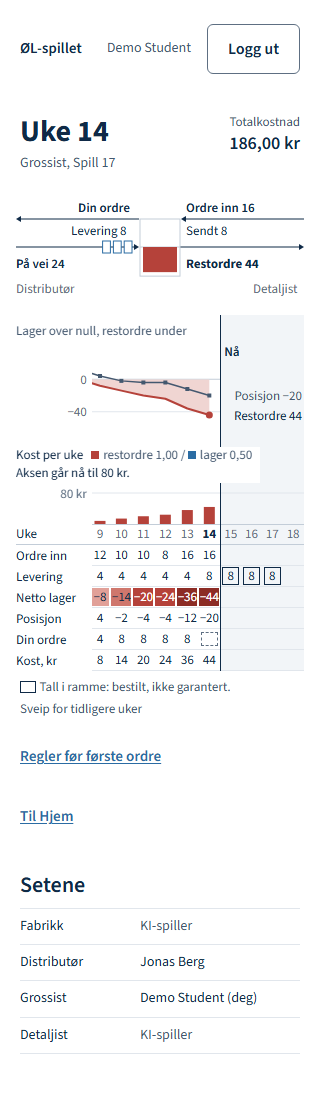 ØL-spillet Demo Student Logg ut
Uke 14
Grossist, Spill 17
Totalkostnad
186,00 kr
Din ordre Ordre inn 16
Levering 8 Sendt 8
På vei 24 Restordre 44
Distributør Detaljist
Lager over null, restordre under
Nå
0
−40
Posisjon −20
Restordre 44
Kost per uke restordre 1,00 / lager 0,50
Aksen går nå til 80 kr.
80 kr
Uke 9 10 11 12 13 14 15 16 17 18
Ordre inn 12 10 10 8 16 16
Levering 4 4 4 4 4 8 8 8 8
Netto lager −8 −14 −20 −24 −36 −44
Posisjon 4 −2 −4 −4 −12 −20
Din ordre 4 8 8 8 8
Kost, kr 8 14 20 24 36 44
Tall i ramme: bestilt, ikke garantert.
Sveip for tidligere uker
Regler før første ordre
Til Hjem
Setene
Fabrikk KI-spiller
Distributør Jonas Berg
Grossist Demo Student (deg)
Detaljist KI-spiller